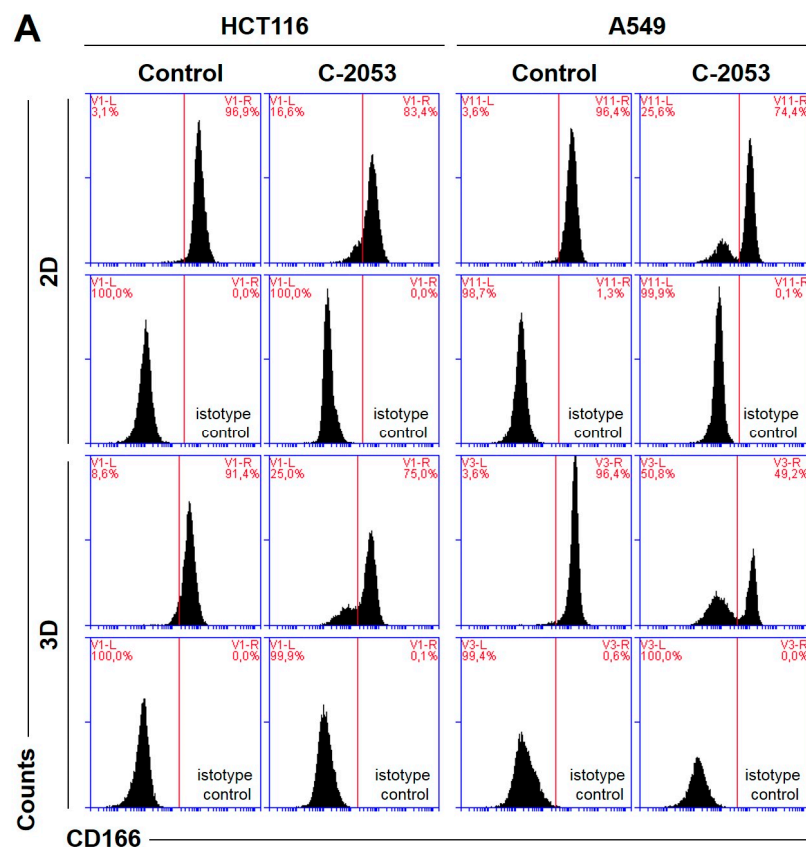 A
HCT116 A549
Control C-2053 Control C-2053
2D
V1-L V1-R V1-L V1-R V11-L V11-R V11-L V11-R
3,1% 96,9% 16,6% 83,4% 3,6% 96,4% 25,6% 74,4%
V1-L V1-R V1-L V1-R V11-L V11-R V11-L V11-R
100,0% 0,0% 100,0% 0,0% 98,7% 1,3% 99,9% 0,1%
istotype istotype istotype istotype
control control control control
3D
V1-L V1-R V1-L V1-R V3-L V3-R V3-L V3-R
8,6% 91,4% 25,0% 75,0% 3,6% 96,4% 50,8% 49,2%
V1-L V1-R V1-L V1-R V3-L V3-R V3-L V3-R
100,0% 0,0% 99,9% 0,1% 99,4% 0,6% 100,0% 0,0%
istotype istotype istotype istotype
control control control control
Counts
CD166